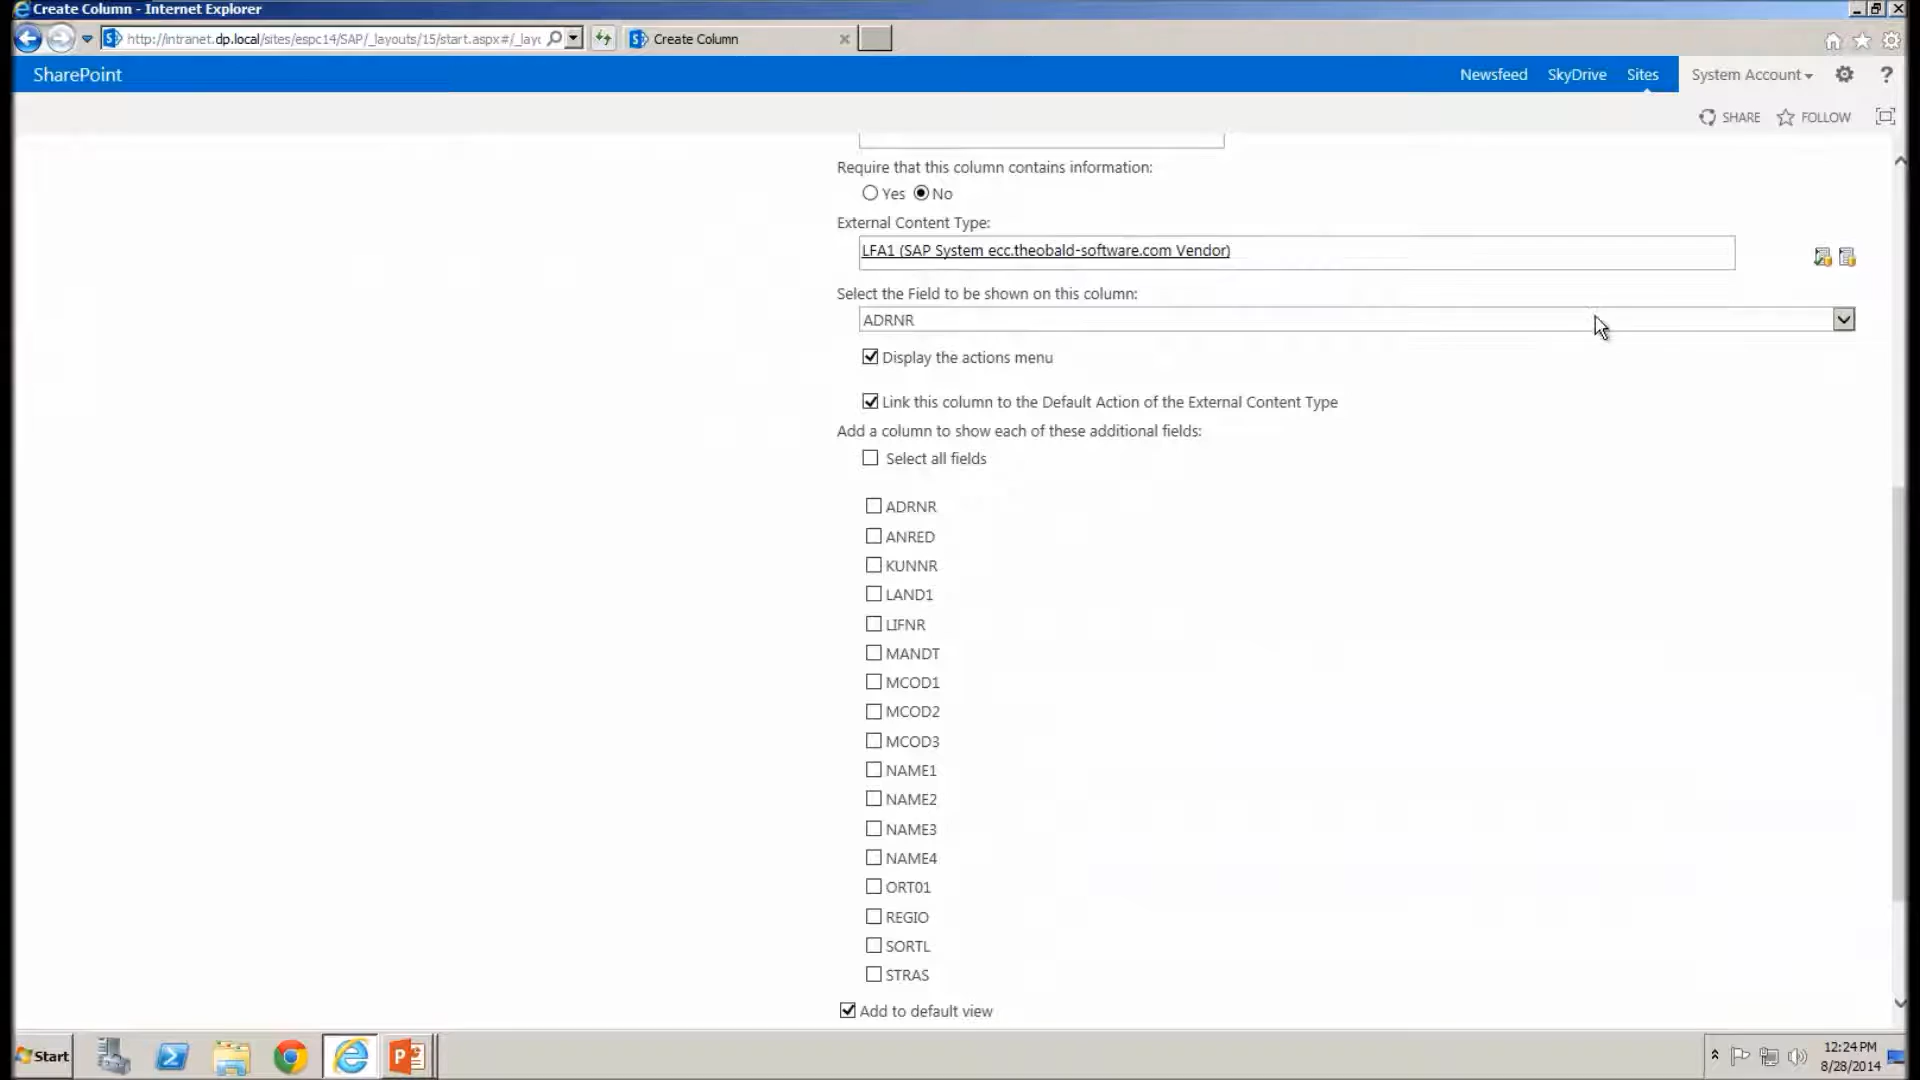 Create Column - Internet Explorer
http://intranet.dp.local/sites/espc14/SAP/_layouts/15/start.aspx#/_layo
Create Column
SharePoint
Newsfeed SkyDrive Sites System Account ?
SHARE FOLLOW
Require that this column contains information:
Yes No
External Content Type:
LFA1 (SAP System ecc.theobald-software.com Vendor)
Select the Field to be shown on this column:
ADRNR
Display the actions menu
Link this column to the Default Action of the External Content Type
Add a column to show each of these additional fields:
Select all fields
ADRNR
ANRED
KUNNR
LAND1
LIFNR
MANDT
MCOD1
MCOD2
MCOD3
NAME1
NAME2
NAME3
NAME4
ORT01
REGIO
SORTL
STRAS
Add to default view
Start
12:24 PM
8/28/2014